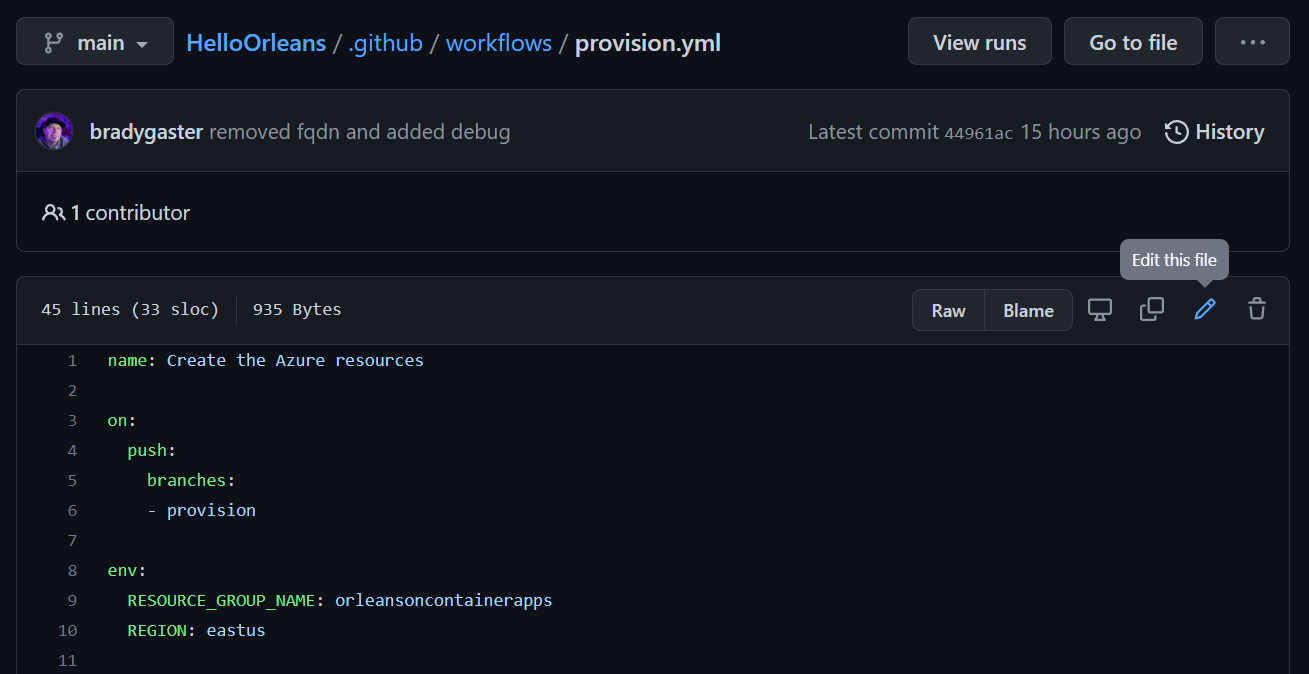 main HelloOrleans / .github / workflows / provision.yml View runs Go to file ...
bradygaster removed fqdn and added debug Latest commit 44961ac 15 hours ago History
1 contributor
Edit this file
45 lines (33 sloc) 935 Bytes Raw Blame
1 name: Create the Azure resources
2
3 on:
4 push:
5 branches:
6 - provision
7
8 env:
9 RESOURCE_GROUP_NAME: orleansoncontainerapps
10 REGION: eastus
11